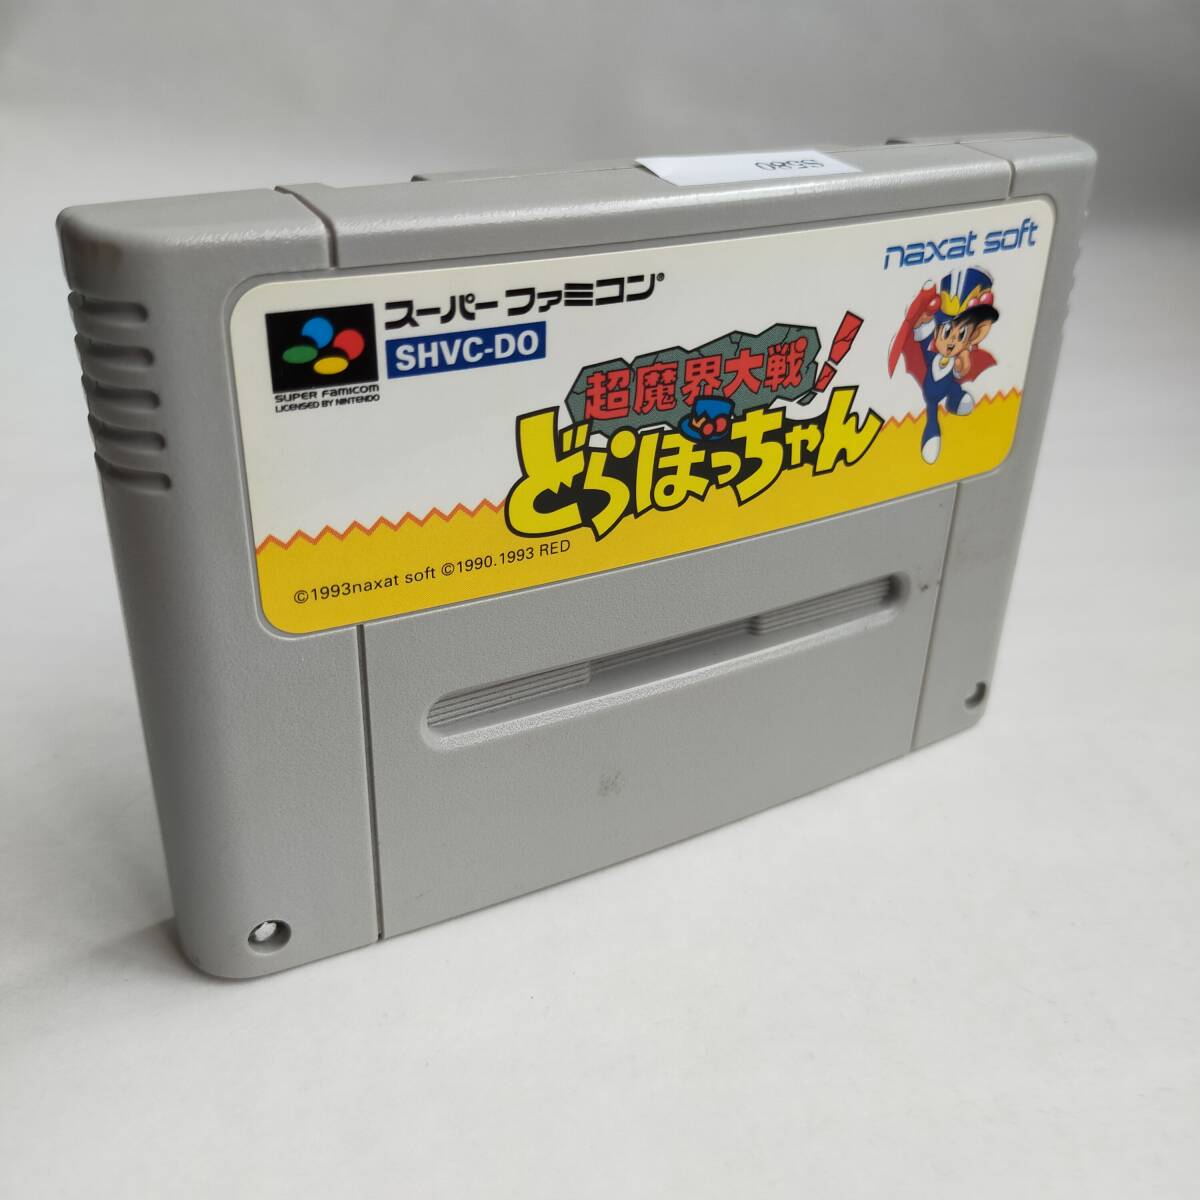 S580
naxat soft
スーパーファミコン®
SHVC-DO
SUPER FAMICOM
LICENSED BY NINTENDO
超魔界大戦!
どらぼっちゃん
©1993naxat soft ©1990.1993 RED